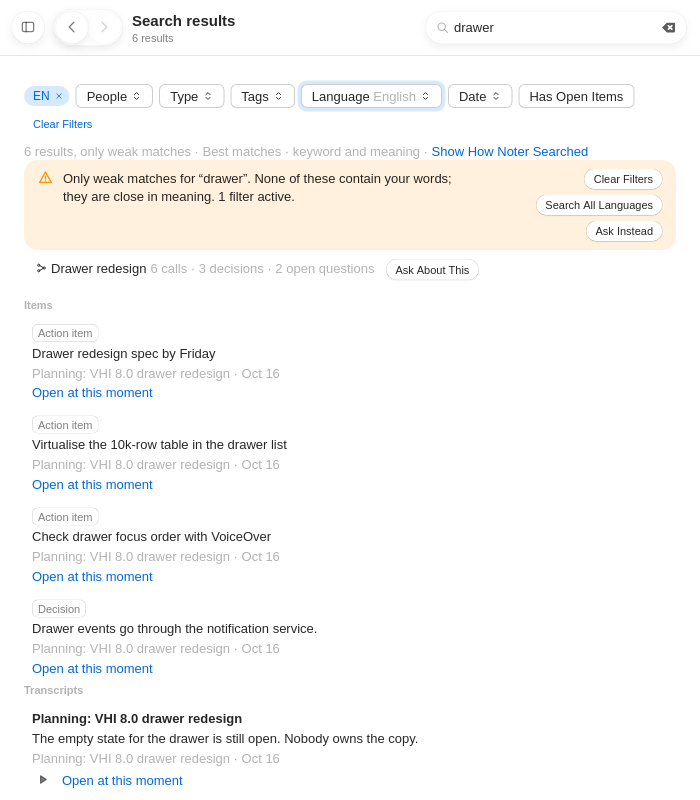 Search results
6 results
drawer
EN ×
People
Type
Tags
Language English
Date
Has Open Items
Clear Filters
6 results, only weak matches · Best matches · keyword and meaning · Show How Noter Searched
Only weak matches for “drawer”. None of these contain your words;
they are close in meaning. 1 filter active.
Clear Filters
Search All Languages
Ask Instead
Drawer redesign 6 calls · 3 decisions · 2 open questions
Ask About This
Items
Action item
Drawer redesign spec by Friday
Planning: VHI 8.0 drawer redesign · Oct 16
Open at this moment
Action item
Virtualise the 10k-row table in the drawer list
Planning: VHI 8.0 drawer redesign · Oct 16
Open at this moment
Action item
Check drawer focus order with VoiceOver
Planning: VHI 8.0 drawer redesign · Oct 16
Open at this moment
Decision
Drawer events go through the notification service.
Planning: VHI 8.0 drawer redesign · Oct 16
Open at this moment
Transcripts
Planning: VHI 8.0 drawer redesign
The empty state for the drawer is still open. Nobody owns the copy.
Planning: VHI 8.0 drawer redesign · Oct 16
Open at this moment